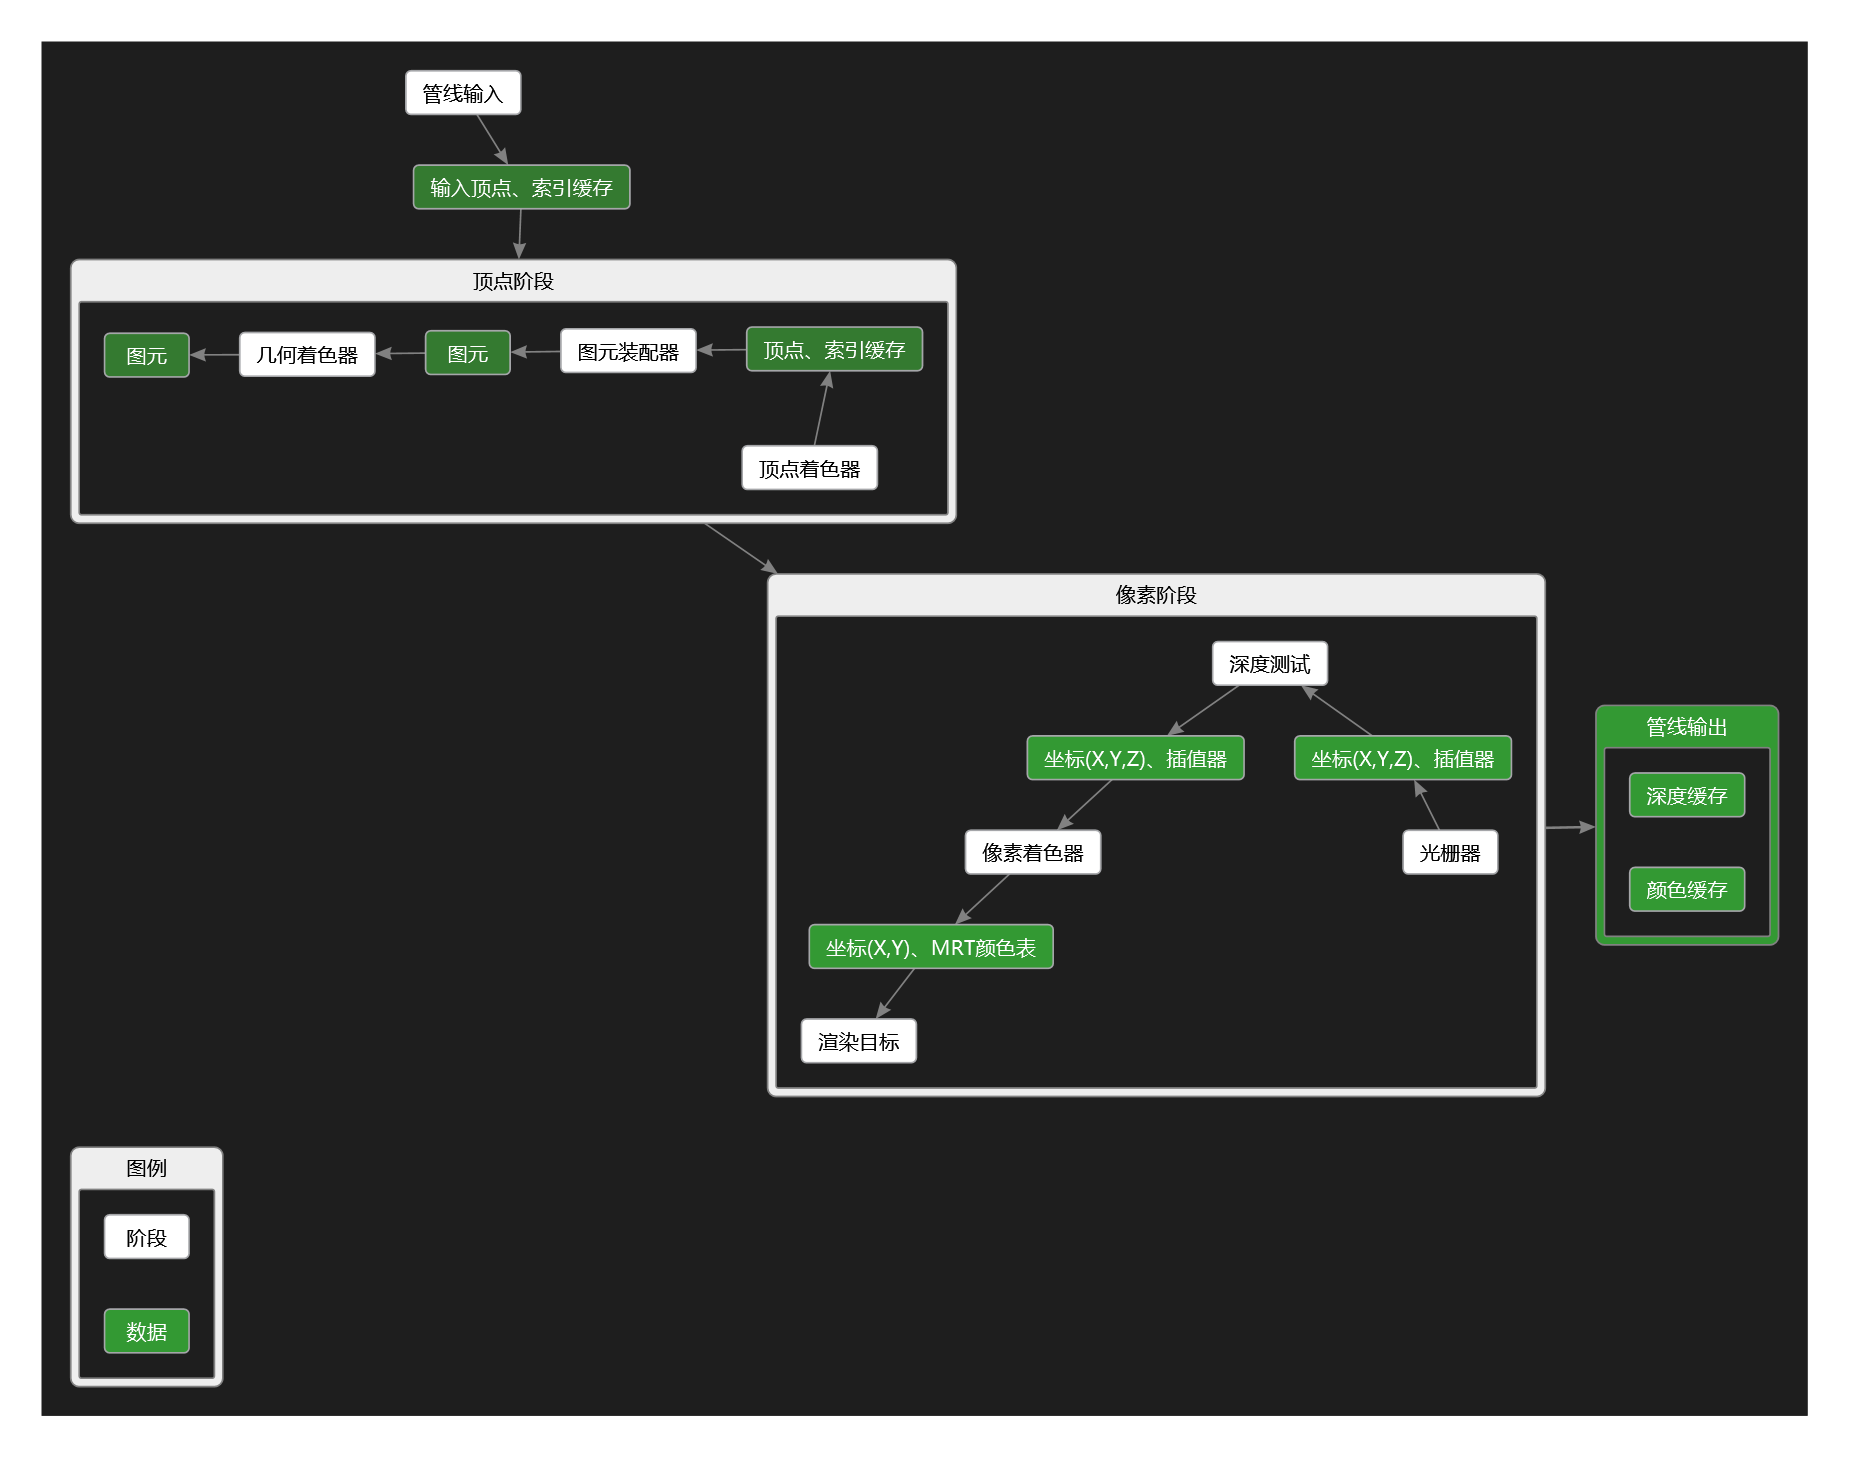 管线输入
输入顶点、索引缓存
顶点阶段
图元
几何着色器
图元
图元装配器
顶点、索引缓存
顶点着色器
像素阶段
深度测试
坐标(X,Y,Z)、插值器
坐标(X,Y,Z)、插值器
像素着色器
光栅器
坐标(X,Y)、MRT颜色表
渲染目标
管线输出
深度缓存
颜色缓存
图例
阶段
数据